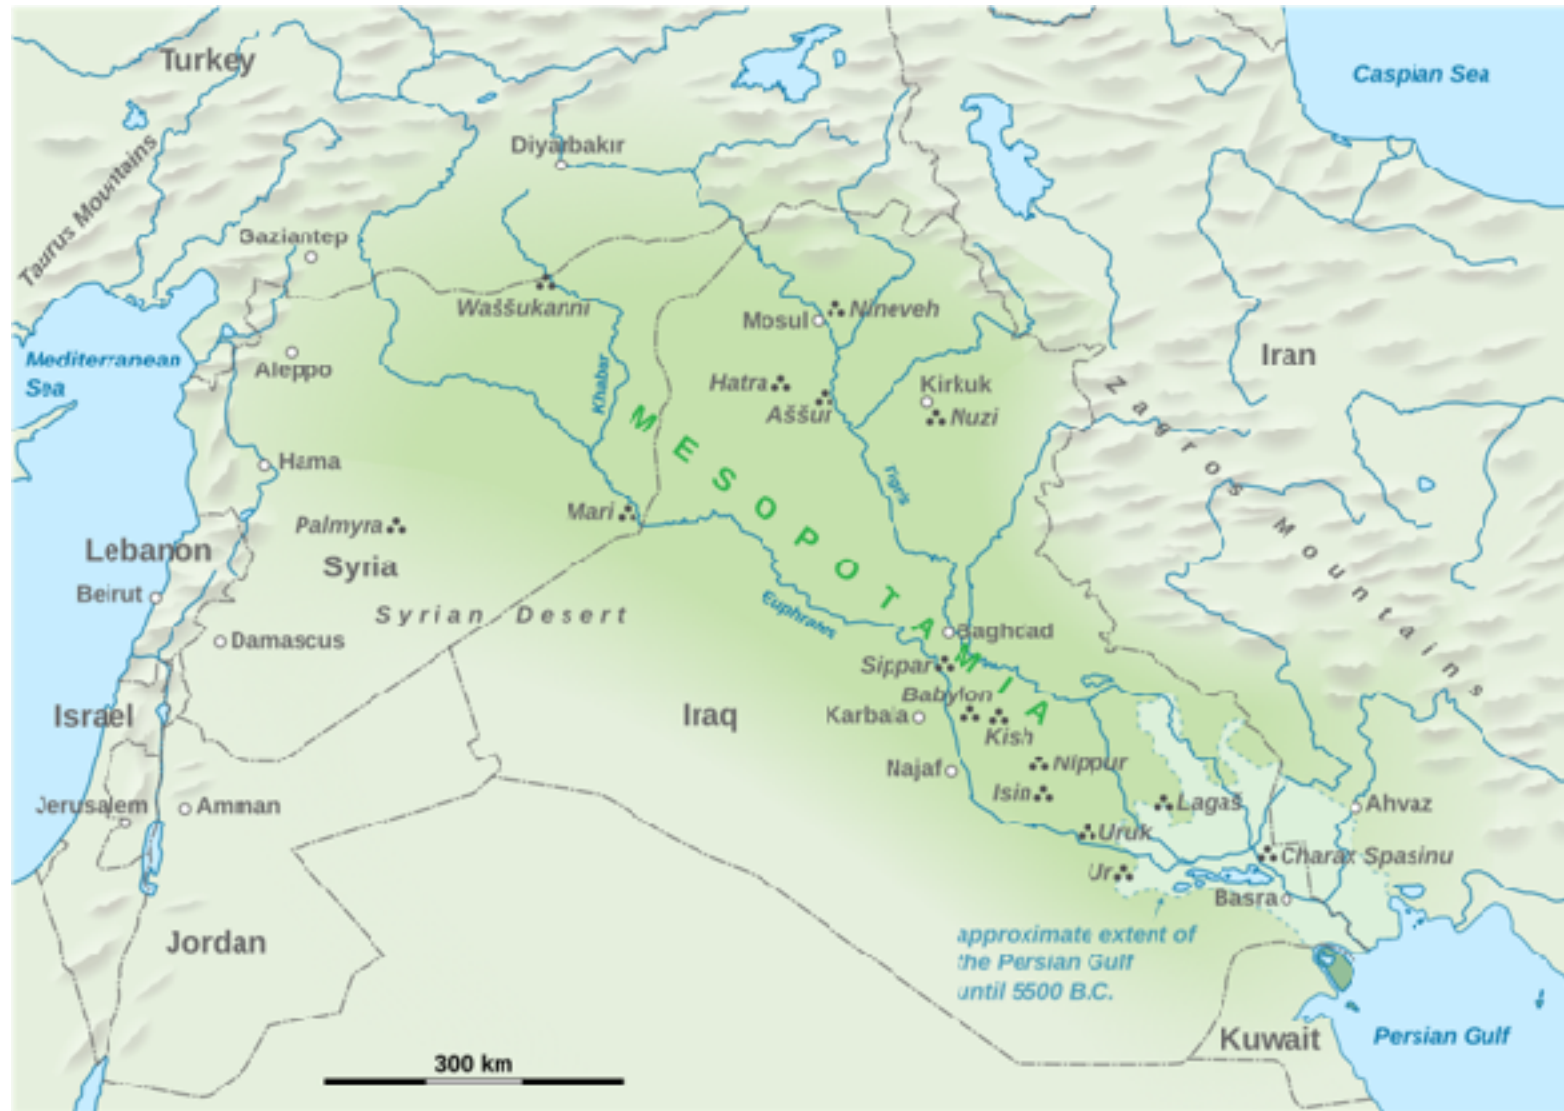 Turkey
Caspian Sea
Diyarbakır
Taurus Mountains
Gaziantep
Waššukanni
Mosul
Nineveh
Mediterranean
Sea
Aleppo
Khabur
Hatra
Aššur
Kirkuk
Nuzi
Iran
MESOPOTAMIA
Zagros Mountains
Hama
Tigris
Palmyra
Mari
Lebanon
Syria
Beirut
Syrian Desert
Euphrates
Damascus
Baghdad
Sippar
Babylon
Israel
Iraq
Karbala
Kish
Najaf
Nippur
Isin
Lagaš
Jerusalem
Amman
Ahvaz
Uruk
Charax Spasinu
Ur
Basra
Jordan
approximate extent of
the Persian Gulf
until 5500 B.C.
Kuwait
Persian Gulf
300 km